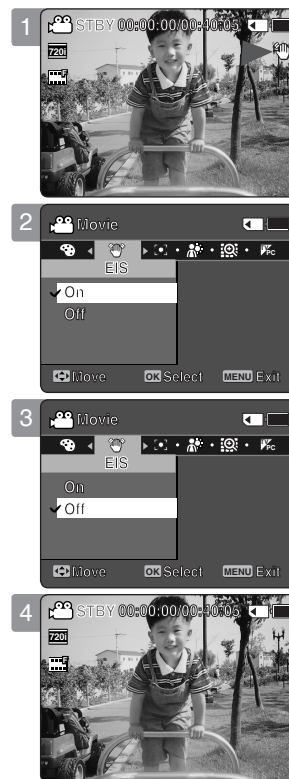 1
STBY 00:00:00/00:40:05
720i
2
Movie
PC
EIS
On
Off
Move OK Select MENU Exit
3
Movie
PC
EIS
On
Off
Move OK Select MENU Exit
4
STBY 00:00:00/00:40:05
720i